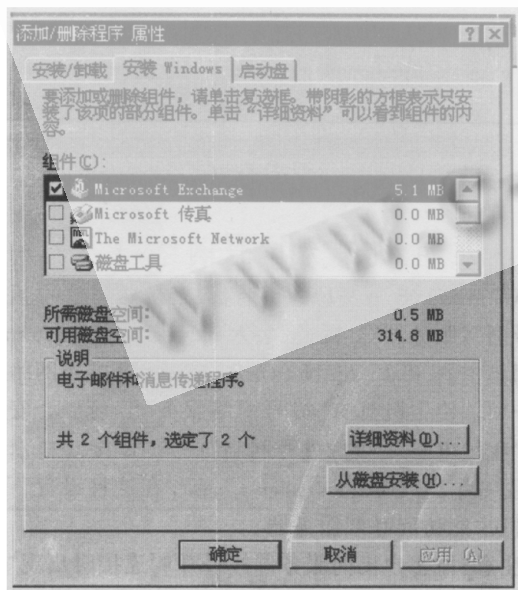 添加/删除程序 属性
安装/卸载 安装 Windows 启动盘
要添加或删除组件，请单击复选框。带阴影的方框表示只安
装了该项的部分组件。单击“详细资料”可以看到组件的内
容。
组件(C):
Microsoft Exchange 5.1 MB
Microsoft 传真 0.0 MB
The Microsoft Network 0.0 MB
磁盘工具 0.0 MB
所需磁盘空间: 0.5 MB
可用磁盘空间: 314.8 MB
说明
电子邮件和消息传递程序。
共 2 个组件，选定了 2 个 详细资料(D)...
从磁盘安装(H)...
确定 取消 应用(A)
www